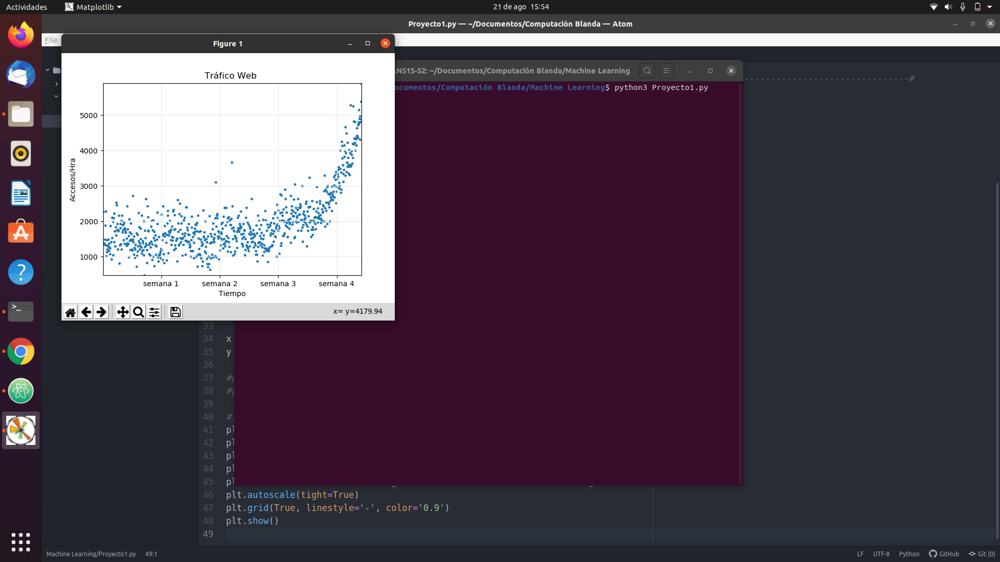 Actividades
Matplotlib
21 de ago 15:54
Proyecto1.py — ~/Documentos/Computación Blanda — Atom
File
Figure 1
AN515-52: ~/Documentos/Computación Blanda/Machine Learning
ocumentos/Computación Blanda/Machine Learning$ python3 Proyecto1.py
Tráfico Web
5000
4000
3000
2000
1000
Accesos/Hra
semana 1 semana 2 semana 3 semana 4
Tiempo
x= y=4179.94
33
34 x
35 y
36
37 #
38 #
39
40 #
41 pl
42 pl
43 pl
44 pl
45 pl
46 plt.autoscale(tight=True)
47 plt.grid(True, linestyle='-', color='0.9')
48 plt.show()
49
Machine Learning/Proyecto1.py 49:1
LF UTF-8 Python GitHub Git (0)